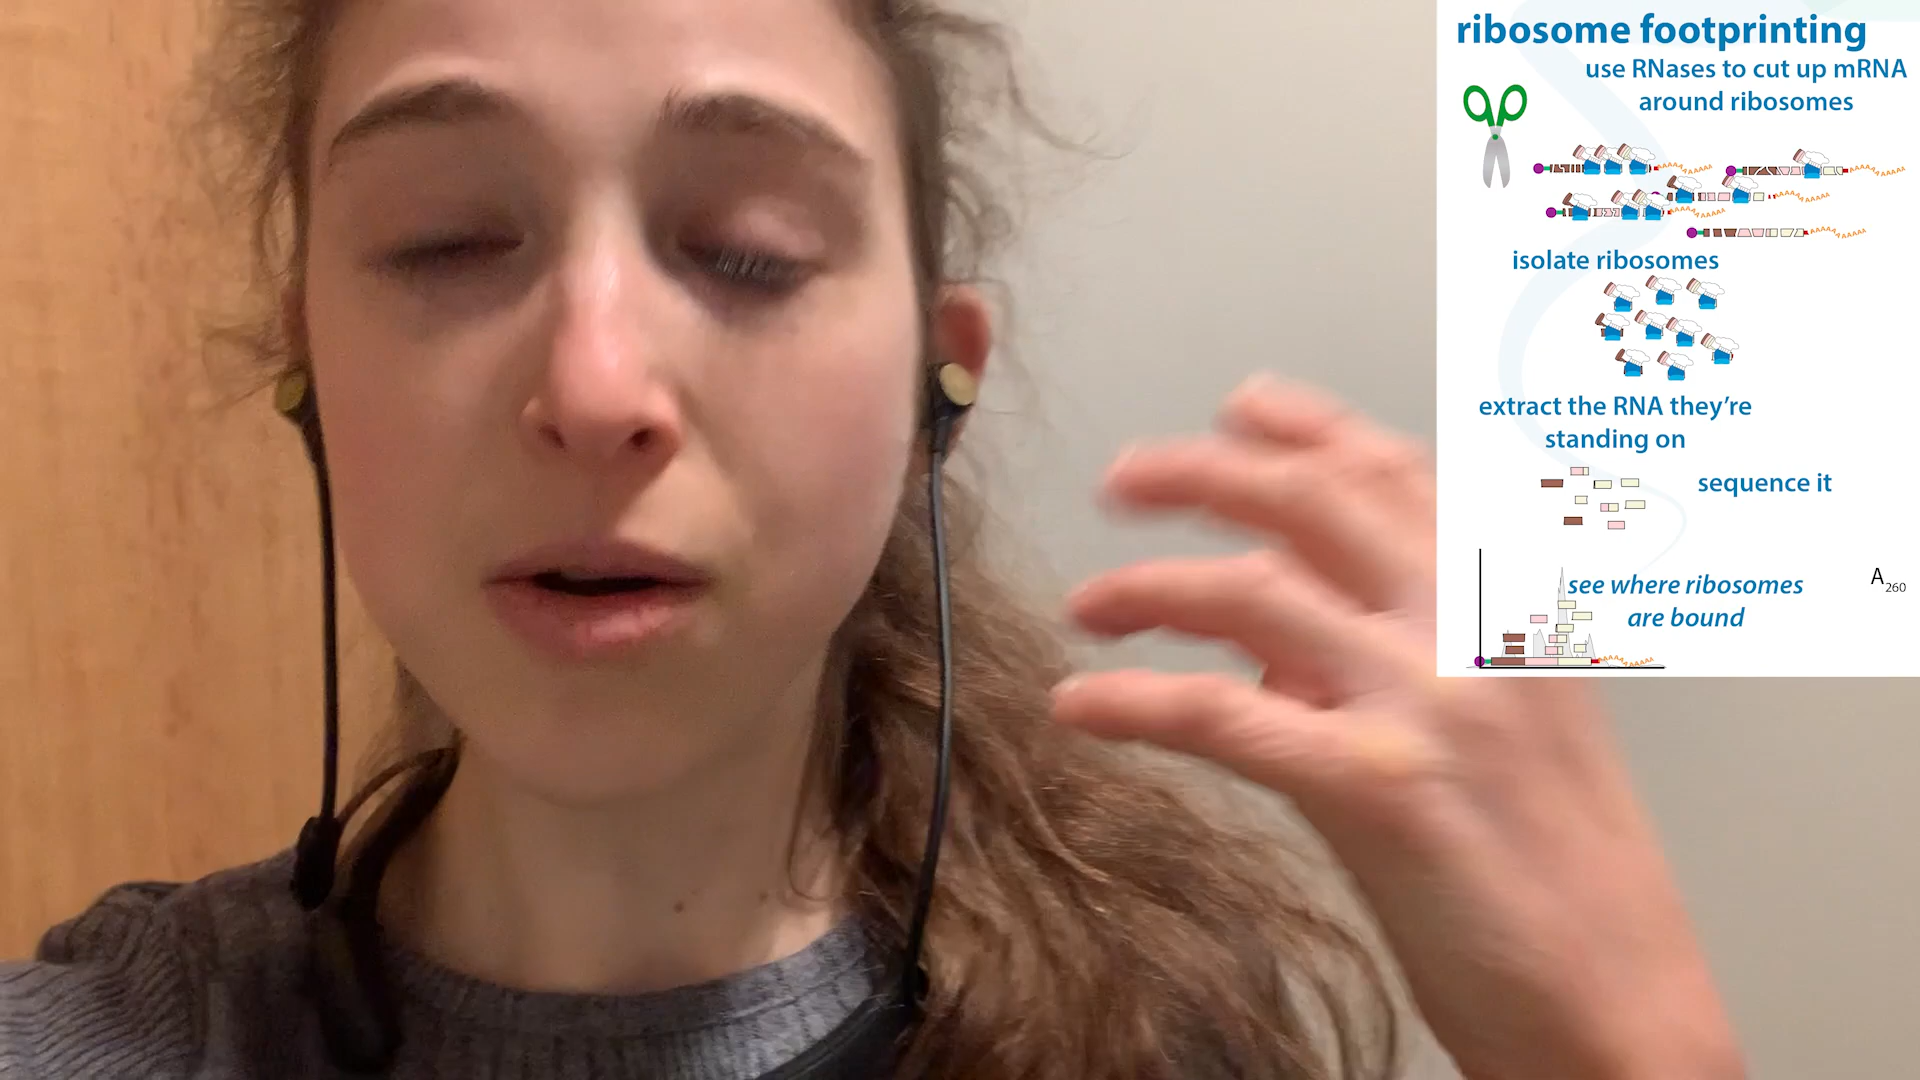 ribosome footprinting
use RNases to cut up mRNA
around ribosomes
isolate ribosomes
extract the RNA they're
standing on
sequence it
see where ribosomes
are bound
A260